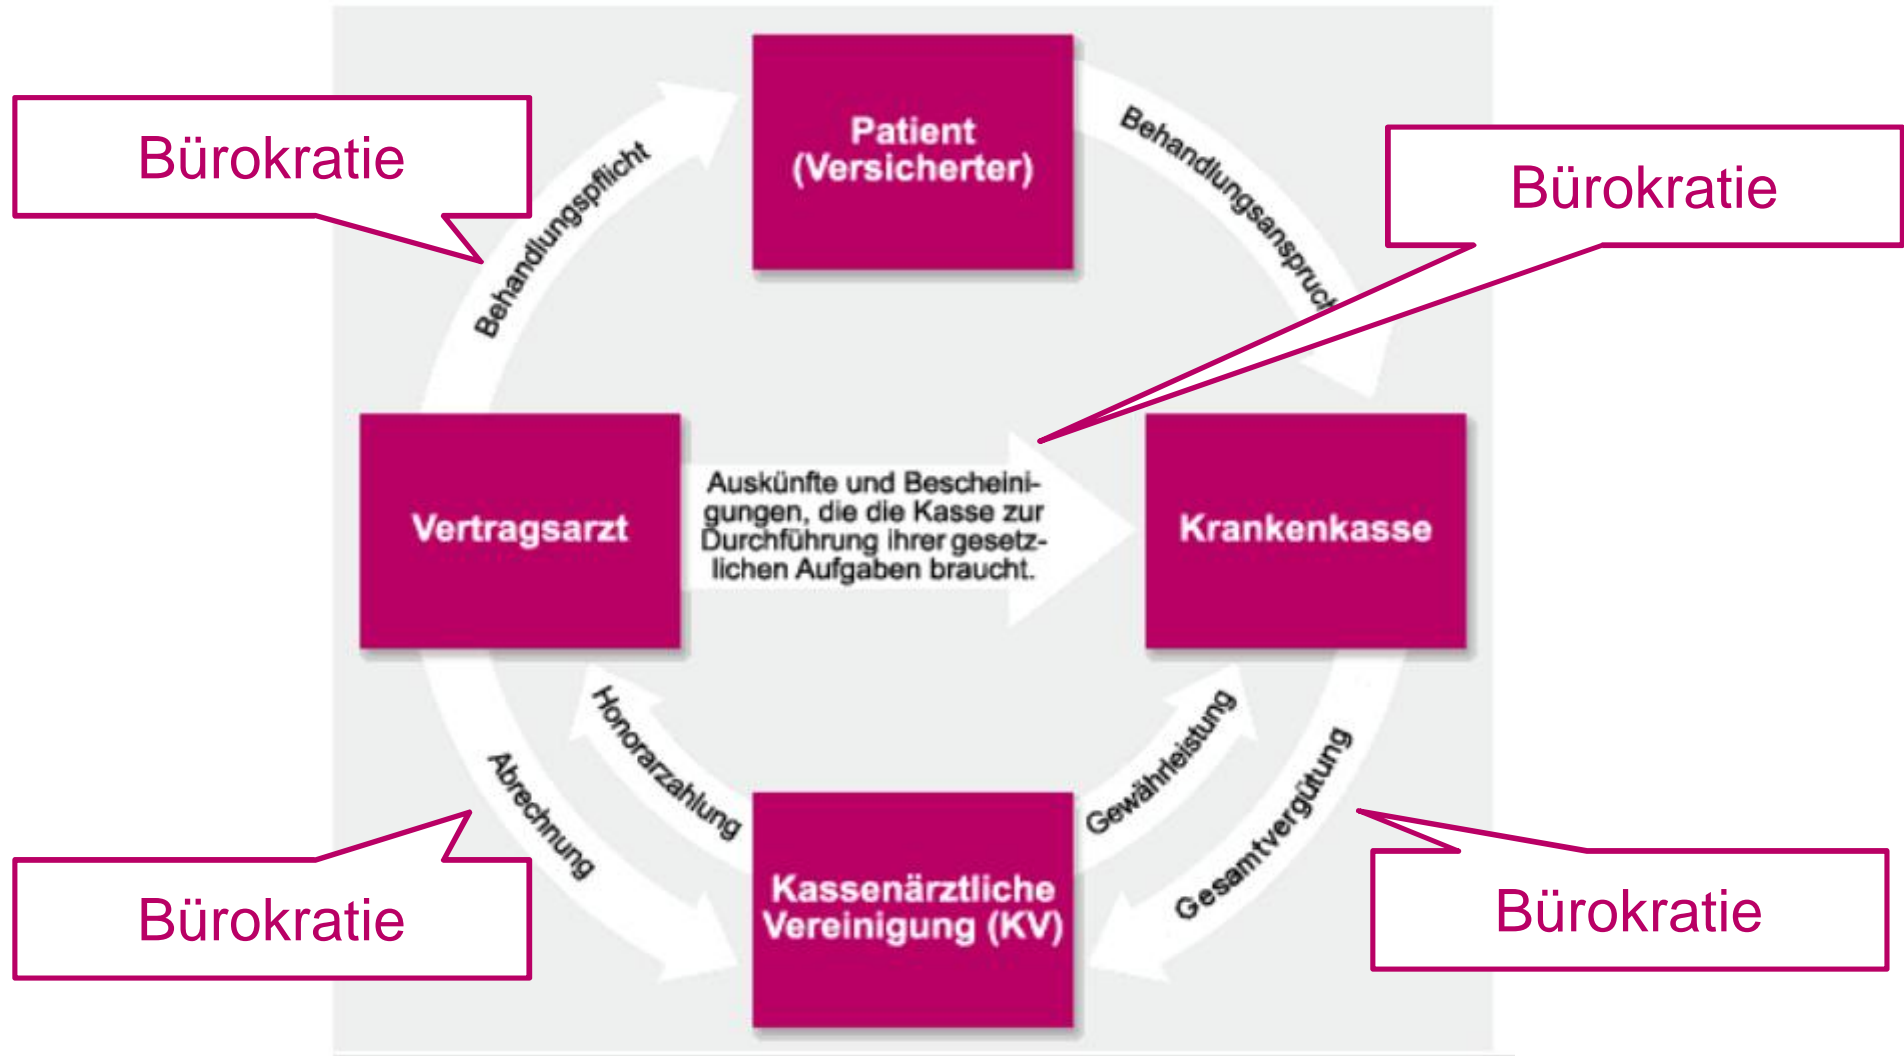 Bürokratie
Patient
(Versicherter)
Behandlungspflicht
Behandlungsanspruch
Bürokratie
Vertragsarzt
Auskünfte und Bescheini-
gungen, die die Kasse zur
Durchführung ihrer gesetz-
lichen Aufgaben braucht.
Krankenkasse
Honorarzahlung
Abrechnung
Gewährleistung
Gesamtvergütung
Bürokratie
Kassenärztliche
Vereinigung (KV)
Bürokratie